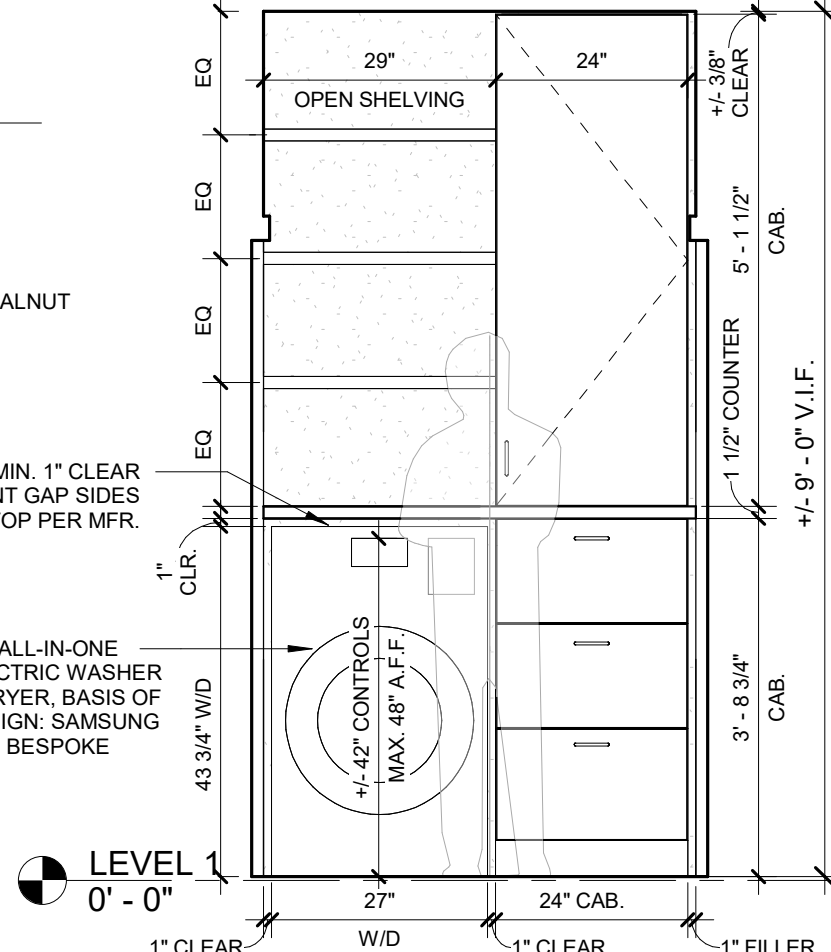 EQ
29"
24"
+/- 3/8"
CLEAR
OPEN SHELVING
EQ
5' - 1 1/2"
CAB.
ALNUT
EQ
1 1/2" COUNTER
+/- 9' - 0" V.I.F.
EQ
MIN. 1" CLEAR
NT GAP SIDES
TOP PER MFR.
1"
CLR.
+/- 42" CONTROLS
MAX. 48" A.F.F.
ALL-IN-ONE
CTRIC WASHER
RYER, BASIS OF
IGN: SAMSUNG
BESPOKE
43 3/4" W/D
3' - 8 3/4"
CAB.
LEVEL 1
0' - 0"
27"
W/D
24" CAB.
1" CLEAR
1" CLEAR
1" FILLER